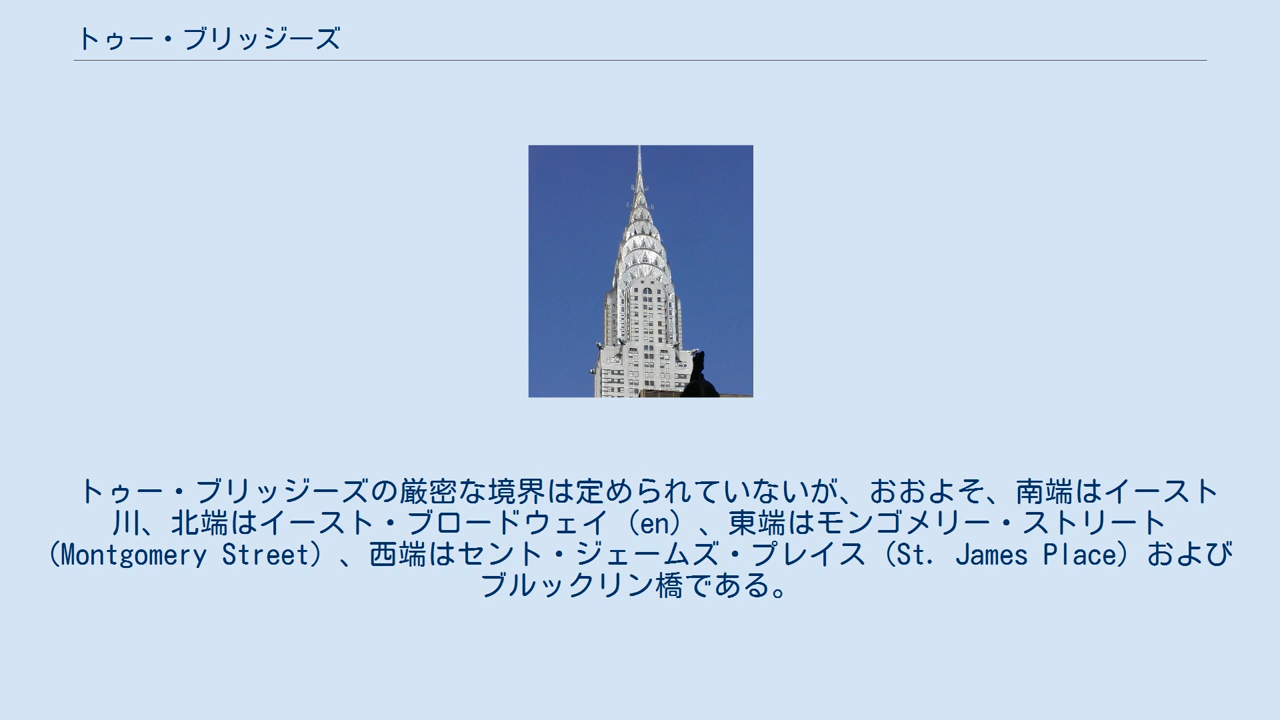 トゥー・ブリッジーズ
トゥー・ブリッジーズの厳密な境界は定められていないが、おおよそ、南端はイースト
川、北端はイースト・ブロードウェイ（en）、東端はモンゴメリー・ストリート
（Montgomery Street）、西端はセント・ジェームズ・プレイス（St. James Place）および
ブルックリン橋である。